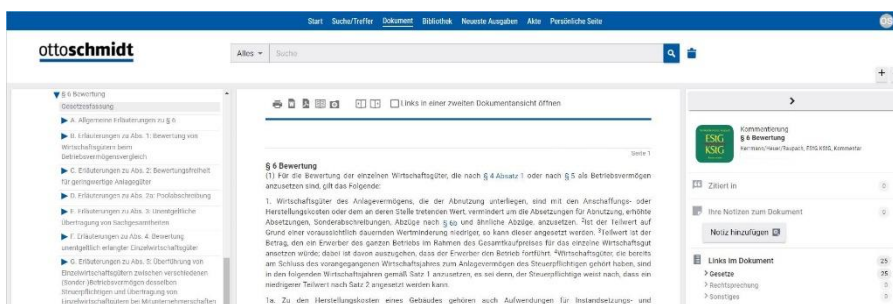 Start Suche/Treffer Dokument Bibliothek Neueste Ausgaben Akte Persönliche Seite
OS
ottoschmidt
Alles Suche
+
§ 6 Bewertung
Gesetzesfassung
A. Allgemeine Erläuterungen zu § 6
B. Erläuterungen zu Abs. 1: Bewertung von
Wirtschaftsgütern beim
Betriebsvermögensvergleich
C. Erläuterungen zu Abs. 2: Bewertungsfreiheit
für geringwertige Anlagegüter
D. Erläuterungen zu Abs. 2a: Poolabschreibung
E. Erläuterungen zu Abs. 3: Unentgeltliche
Übertragung von Sachgesamtheiten
F. Erläuterungen zu Abs. 4: Bewertung
unentgeltlich erlangter Einzelwirtschaftsgüter
G. Erläuterungen zu Abs. 5: Überführung von
Einzelwirtschaftsgütern zwischen verschiedenen
(Sonder-)Betriebsvermögen desselben
Steuerpflichtigen und Übertragung von
Einzelwirtschaftsgütern bei Mitunternehmerschaften
Links in einer zweiten Dokumentansicht öffnen
Seite 1
§ 6 Bewertung
(1) Für die Bewertung der einzelnen Wirtschaftsgüter, die nach § 4 Absatz 1 oder nach § 5 als Betriebsvermögen
anzusetzen sind, gilt das Folgende:
1. Wirtschaftsgüter des Anlagevermögens, die der Abnutzung unterliegen, sind mit den Anschaffungs- oder
Herstellungskosten oder dem an deren Stelle tretenden Wert, vermindert um die Absetzungen für Abnutzung, erhöhte
Absetzungen, Sonderabschreibungen, Abzüge nach § 6b und ähnliche Abzüge, anzusetzen. ²Ist der Teilwert auf
Grund einer voraussichtlich dauernden Wertminderung niedriger, so kann dieser angesetzt werden. ³Teilwert ist der
Betrag, den ein Erwerber des ganzen Betriebs im Rahmen des Gesamtkaufpreises für das einzelne Wirtschaftsgut
ansetzen würde; dabei ist davon auszugehen, dass der Erwerber den Betrieb fortführt. ⁴Wirtschaftsgüter, die bereits
am Schluss des vorangegangenen Wirtschaftsjahres zum Anlagevermögen des Steuerpflichtigen gehört haben, sind
in den folgenden Wirtschaftsjahren gemäß Satz 1 anzusetzen, es sei denn, der Steuerpflichtige weist nach, dass ein
niedrigerer Teilwert nach Satz 2 angesetzt werden kann.
1a. Zu den Herstellungskosten eines Gebäudes gehören auch Aufwendungen für Instandsetzungs- und
EStG
KStG
Kommentierung
§ 6 Bewertung
Herrmann/Heuer/Raupach, EStG KStG, Kommentar
Zitiert in 0
Ihre Notizen zum Dokument 0
Notiz hinzufügen
Links im Dokument 25
Gesetze 25
Rechtsprechung 0
Sonstiges 0